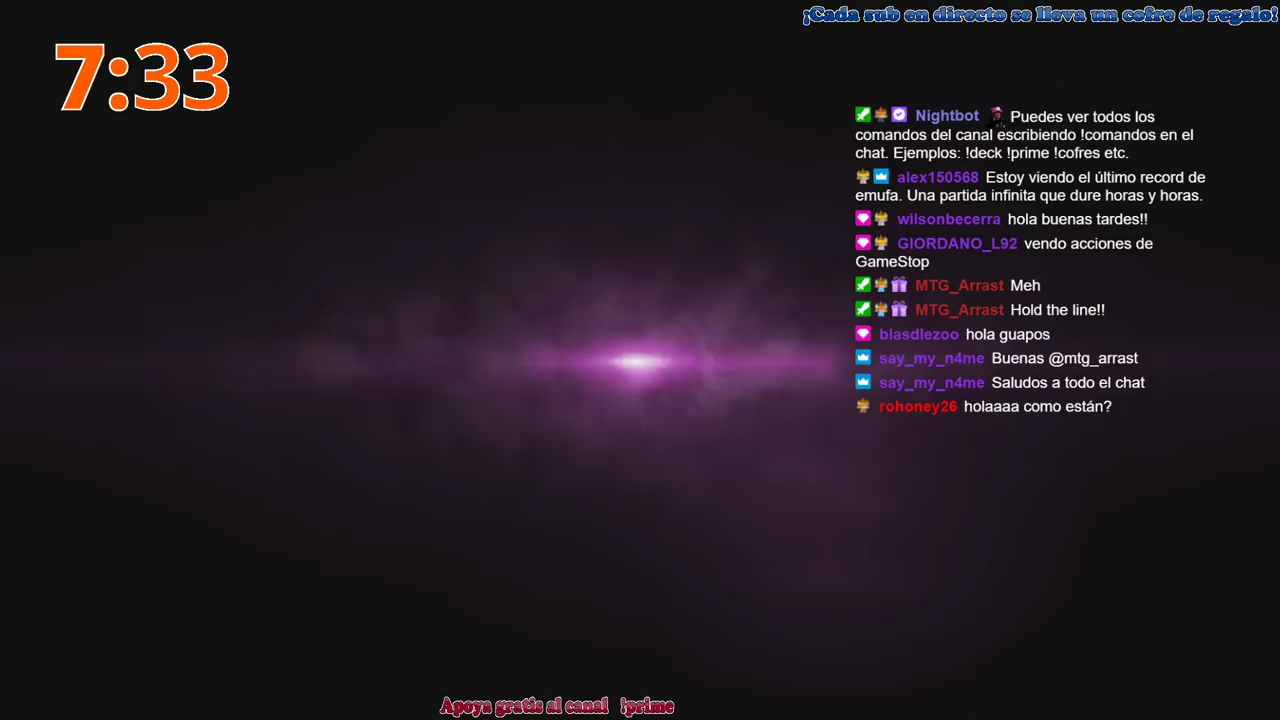 ¡Cada sub en directo se lleva un cofre de regalo!
7:33
Nightbot Puedes ver todos los
comandos del canal escribiendo !comandos en el
chat. Ejemplos: !deck !prime !cofres etc.
alex150568 Estoy viendo el último record de
emufa. Una partida infinita que dure horas y horas.
wilsonbecerra hola buenas tardes!!
GIORDANO_L92 vendo acciones de
GameStop
MTG_Arrast Meh
MTG_Arrast Hold the line!!
blasdlezoo hola guapos
say_my_n4me Buenas @mtg_arrast
say_my_n4me Saludos a todo el chat
rohoney26 holaaaa como están?
Apoya gratis al canal !prime